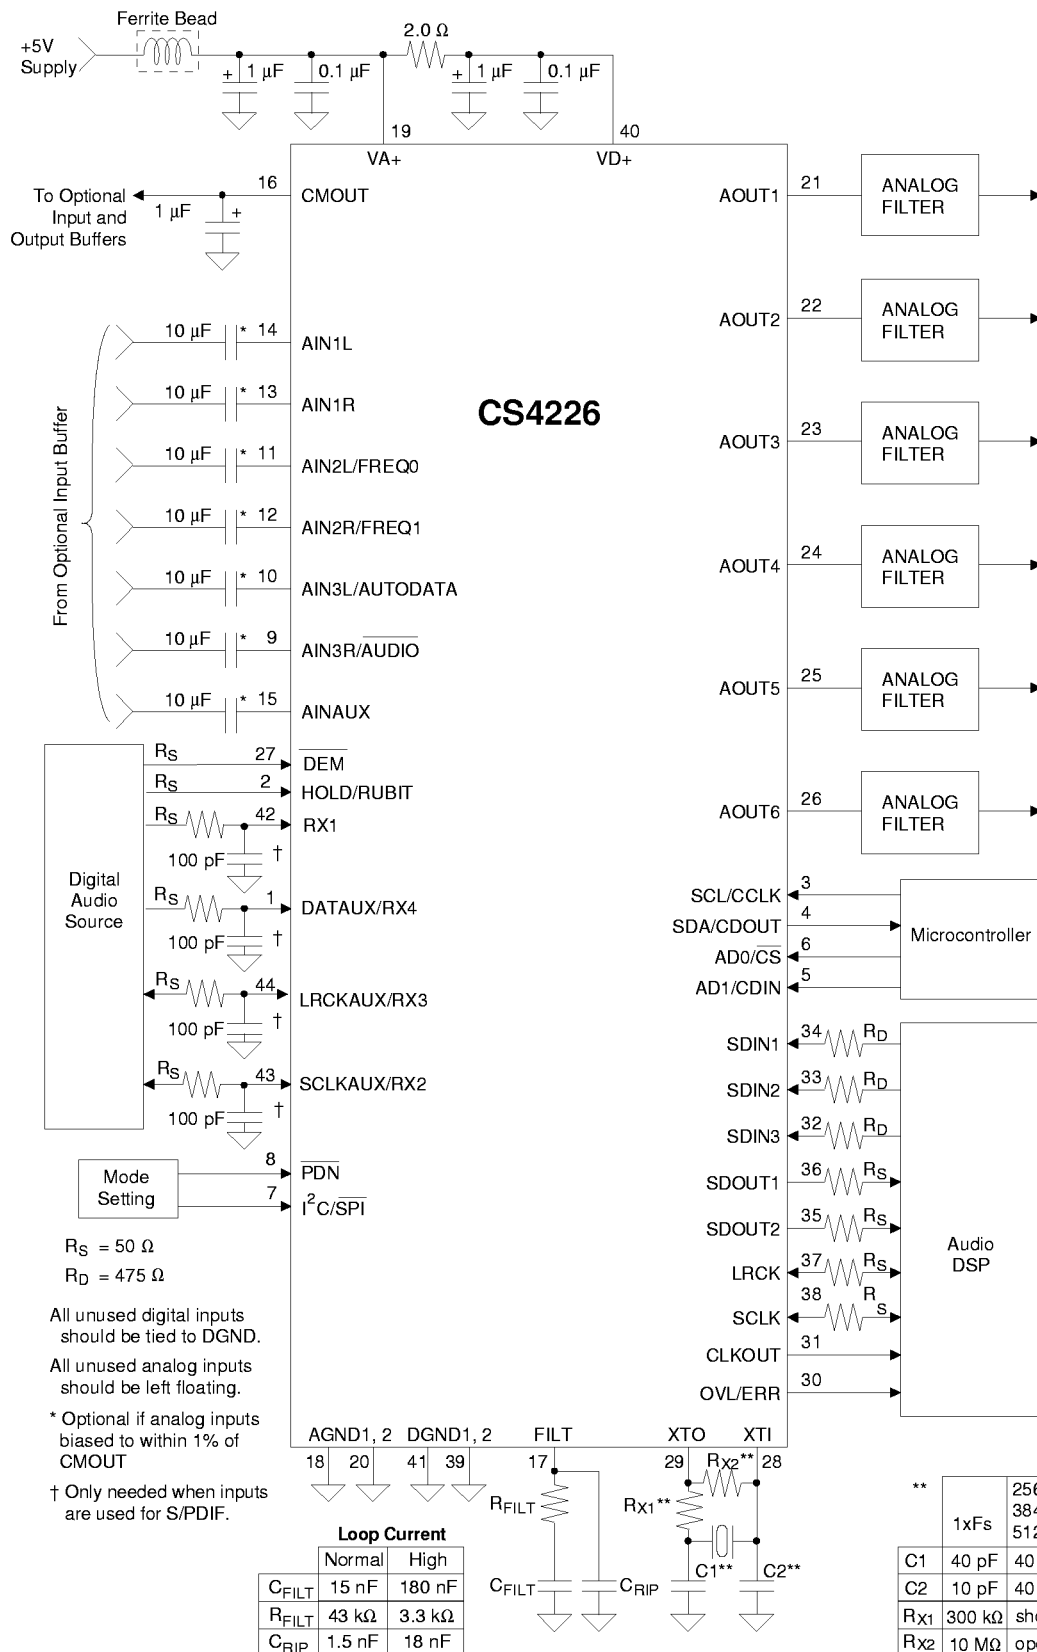 Ferrite Bead
+5V
Supply
+ 1 μF
0.1 μF
2.0 Ω
+ 1 μF
0.1 μF
19
40
VA+
VD+
To Optional
Input and
Output Buffers
1 μF
+
16
CMOUT
From Optional Input Buffer
10 μF * 14 AIN1L
10 μF * 13 AIN1R
10 μF * 11 AIN2L/FREQ0
10 μF * 12 AIN2R/FREQ1
10 μF * 10 AIN3L/AUTODATA
10 μF * 9 AIN3R/AUDIO
10 μF * 15 AINAUX
CS4226
AOUT1 21 ANALOG
FILTER
AOUT2 22 ANALOG
FILTER
AOUT3 23 ANALOG
FILTER
AOUT4 24 ANALOG
FILTER
AOUT5 25 ANALOG
FILTER
AOUT6 26 ANALOG
FILTER
Digital
Audio
Source
RS 27 DEM
RS 2 HOLD/RUBIT
RS 42 RX1
100 pF †
RS 1 DATAUX/RX4
100 pF †
RS 44 LRCKAUX/RX3
100 pF †
RS 43 SCLKAUX/RX2
100 pF †
Mode
Setting
8 PDN
7 I2C/SPI
SCL/CCLK 3
SDA/CDOUT 4
AD0/CS 6
AD1/CDIN 5
Microcontroller
SDIN1 34 RD
SDIN2 33 RD
SDIN3 32 RD
SDOUT1 36 RS
SDOUT2 35 RS
LRCK 37 RS
SCLK 38 RS
CLKOUT 31
OVL/ERR 30
Audio
DSP
RS = 50 Ω
RD = 475 Ω
All unused digital inputs
should be tied to DGND.
All unused analog inputs
should be left floating.
* Optional if analog inputs
biased to within 1% of
CMOUT
† Only needed when inputs
are used for S/PDIF.
AGND1, 2 DGND1, 2 FILT XTO XTI
18 20 41 39 17 29 28
RX2**
RX1**
RFILT
CFILT
CRIP
C1**
C2**
Loop Current
Normal High
CFILT 15 nF 180 nF
RFILT 43 kΩ 3.3 kΩ
CRIP 1.5 nF 18 nF
**
1xFs
256
384
512
C1 40 pF 40
C2 10 pF 40
RX1 300 kΩ sho
RX2 10 MΩ ope